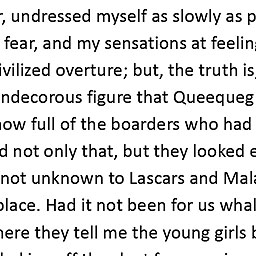 , undressed myself as slowly as p
fear, and my sensations at feelin
ivilized overture; but, the truth is,
ndecorous figure that Queequeg
now full of the boarders who had
d not only that, but they looked e
not unknown to Lascars and Mala
place. Had it not been for us whal
here they tell me the young girls b